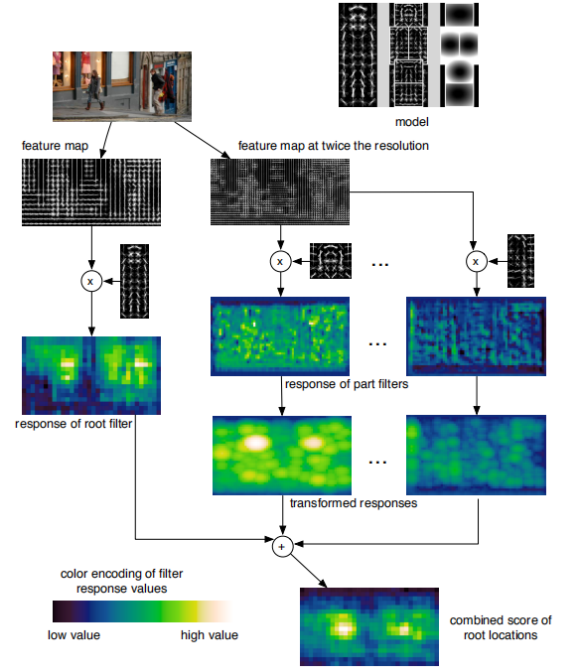 model
feature map
feature map at twice the resolution
x
x
...
x
...
response of part filters
response of root filter
...
transformed responses
+
color encoding of filter
response values
low value
high value
combined score of
root locations